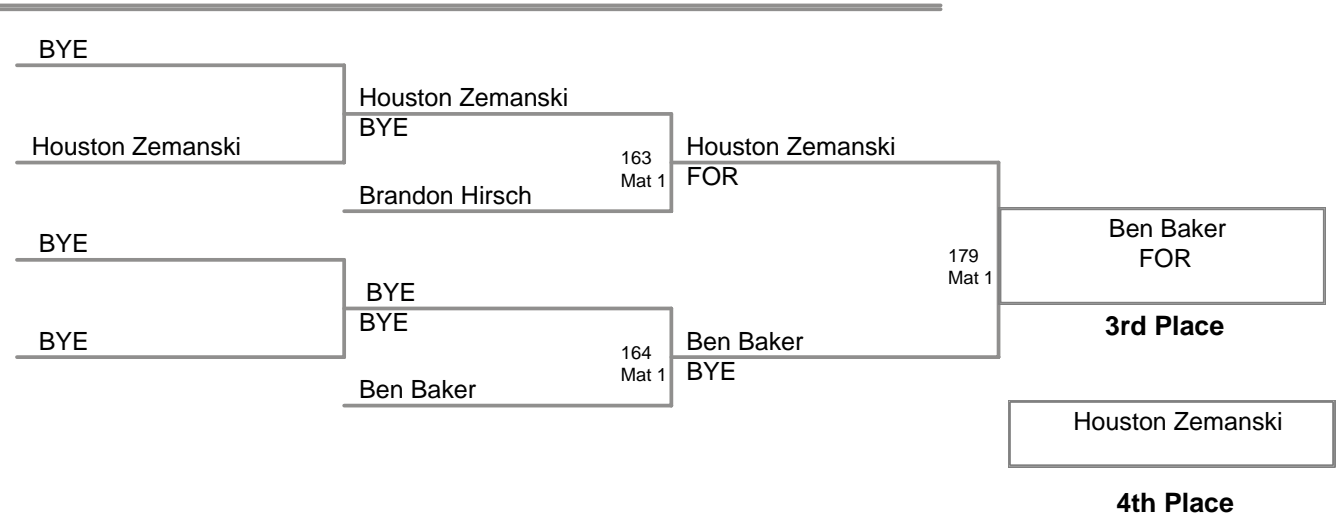 BYE
Houston Zemanski
BYE
Houston Zemanski
163
Mat 1
Houston Zemanski
FOR
Brandon Hirsch
BYE
BYE
BYE
BYE
164
Mat 1
Ben Baker
BYE
Ben Baker
179
Mat 1
Ben Baker
FOR
3rd Place
Houston Zemanski
4th Place